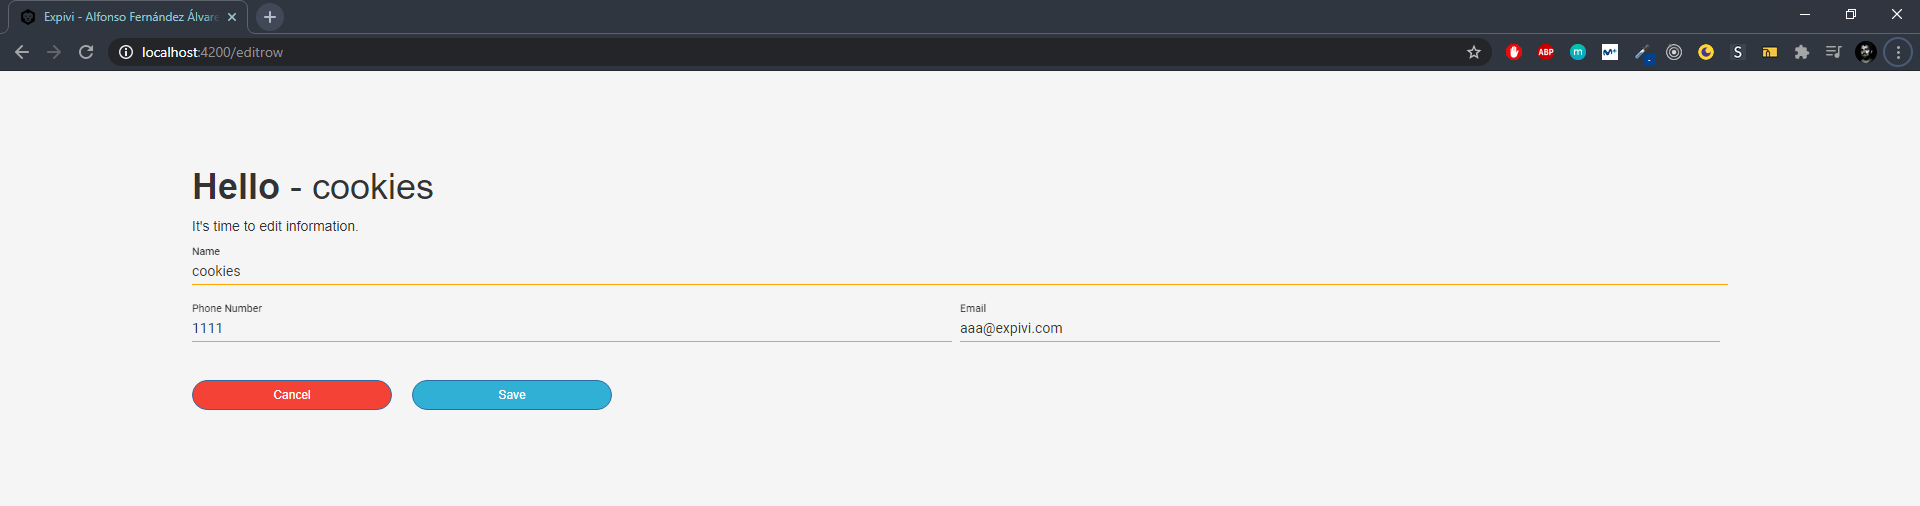 Expivi - Alfonso Fernández Álvare
localhost:4200/editrow
ABP
m
S
Hello - cookies
It's time to edit information.
Name
cookies
Phone Number
Email
1111
aaa@expivi.com
Cancel
Save